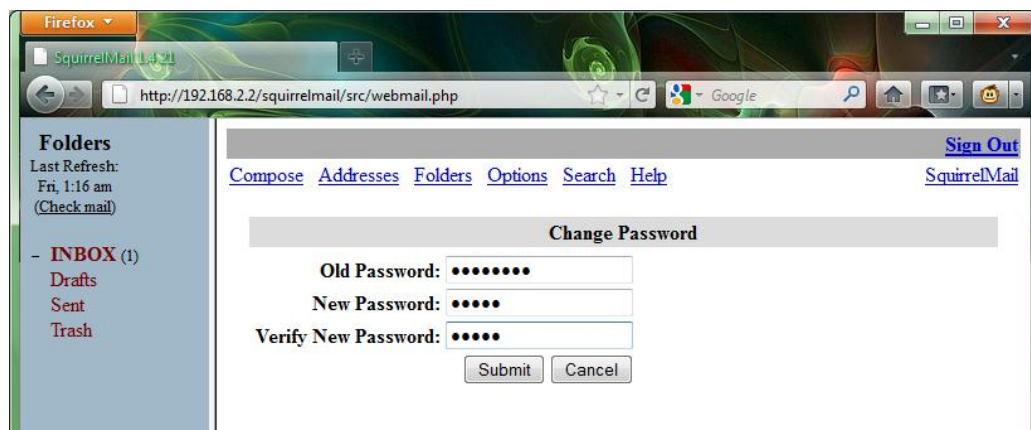 Firefox
SquirrelMail 1.4.21
http://192.168.2.2/squirrelmail/src/webmail.php
Google
Folders
Last Refresh:
Fri, 1:16 am
(Check mail)
– INBOX (1)
Drafts
Sent
Trash
Sign Out
Compose Addresses Folders Options Search Help SquirrelMail
Change Password
Old Password: ••••••••
New Password: •••••
Verify New Password: •••••
Submit Cancel